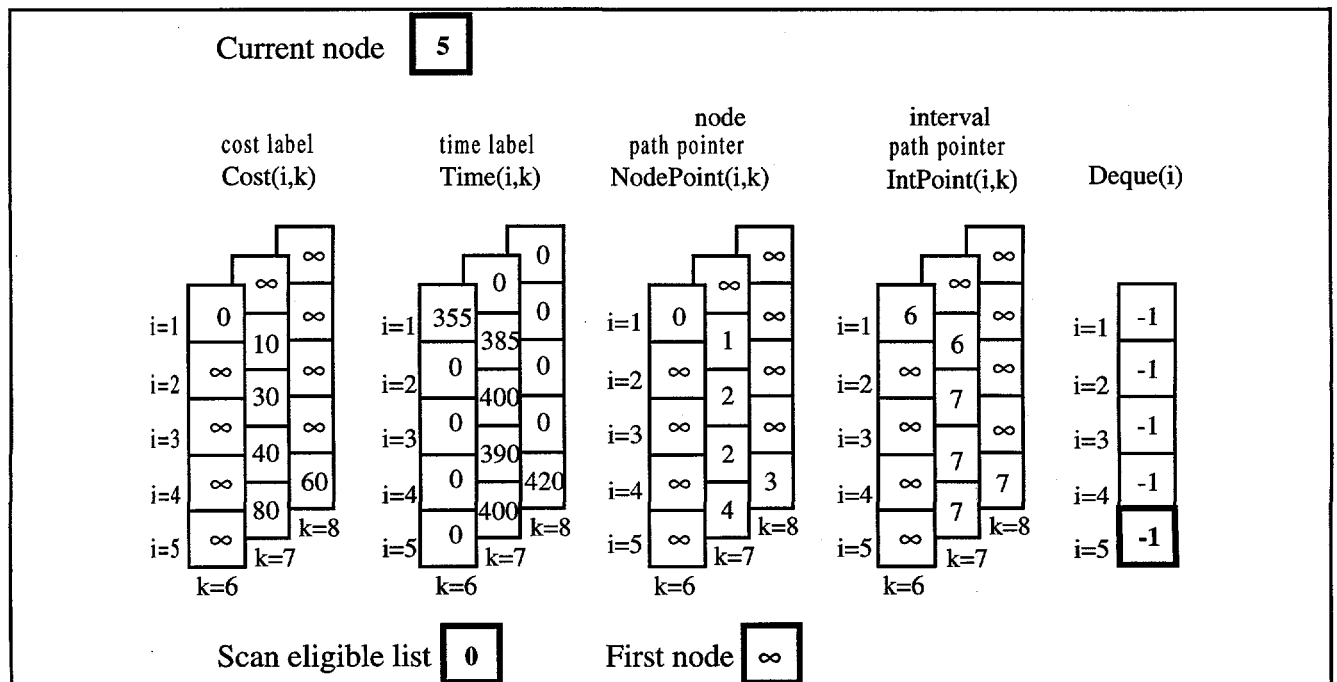 Current node 5
node interval
cost label time label path pointer path pointer
Cost(i,k) Time(i,k) NodePoint(i,k) IntPoint(i,k) Deque(i)
∞ 0 ∞ ∞
∞ 0 ∞ ∞
i=1 0 ∞ i=1 355 0 i=1 0 ∞ i=1 6 ∞ i=1 -1
10 385 1 6
i=2 ∞ ∞ i=2 0 0 i=2 ∞ ∞ i=2 ∞ ∞ i=2 -1
30 400 2 7
i=3 ∞ ∞ i=3 0 0 i=3 ∞ ∞ i=3 ∞ ∞ i=3 -1
40 390 2 7
i=4 ∞ 60 i=4 0 420 i=4 ∞ 3 i=4 ∞ 7 i=4 -1
80 400 4 7
k=8 k=8 k=8 k=8
i=5 ∞ k=7 i=5 0 k=7 i=5 ∞ k=7 i=5 ∞ k=7 i=5 -1
k=6 k=6 k=6 k=6
Scan eligible list 0 First node ∞